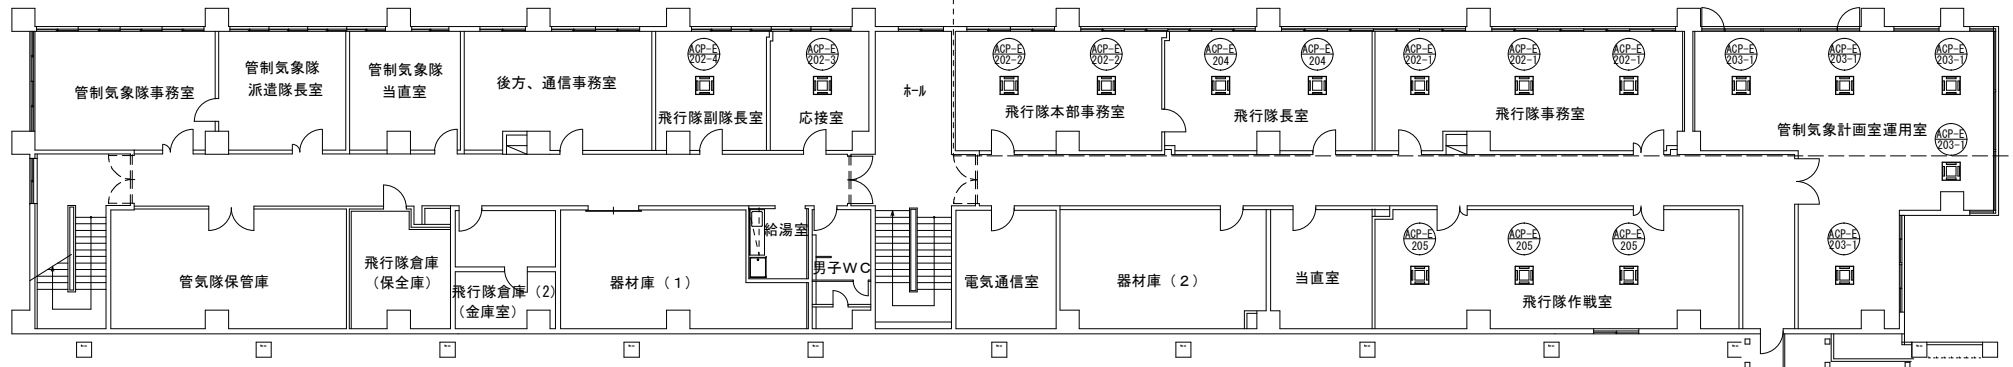 ACP-E
202-4
ACP-E
202-3
ACP-E
202-2
ACP-E
202-2
ACP-E
204
ACP-E
204
ACP-E
202-1
ACP-E
202-1
ACP-E
202-1
ACP-E
203-1
ACP-E
203-1
ACP-E
203-1
管制気象隊事務室
管制気象隊
派遣隊長室
管制気象隊
当直室
後方、通信事務室
飛行隊副隊長室
応接室
ホール
飛行隊本部事務室
飛行隊長室
飛行隊事務室
管制気象計画室運用室
ACP-E
203-1
給湯室
ACP-E
205
ACP-E
205
ACP-E
205
ACP-E
203-1
管気隊保管庫
飛行隊倉庫
(保全庫)
飛行隊倉庫(2)
(金庫室)
器材庫(1)
男子WC
電気通信室
器材庫(2)
当直室
飛行隊作戦室